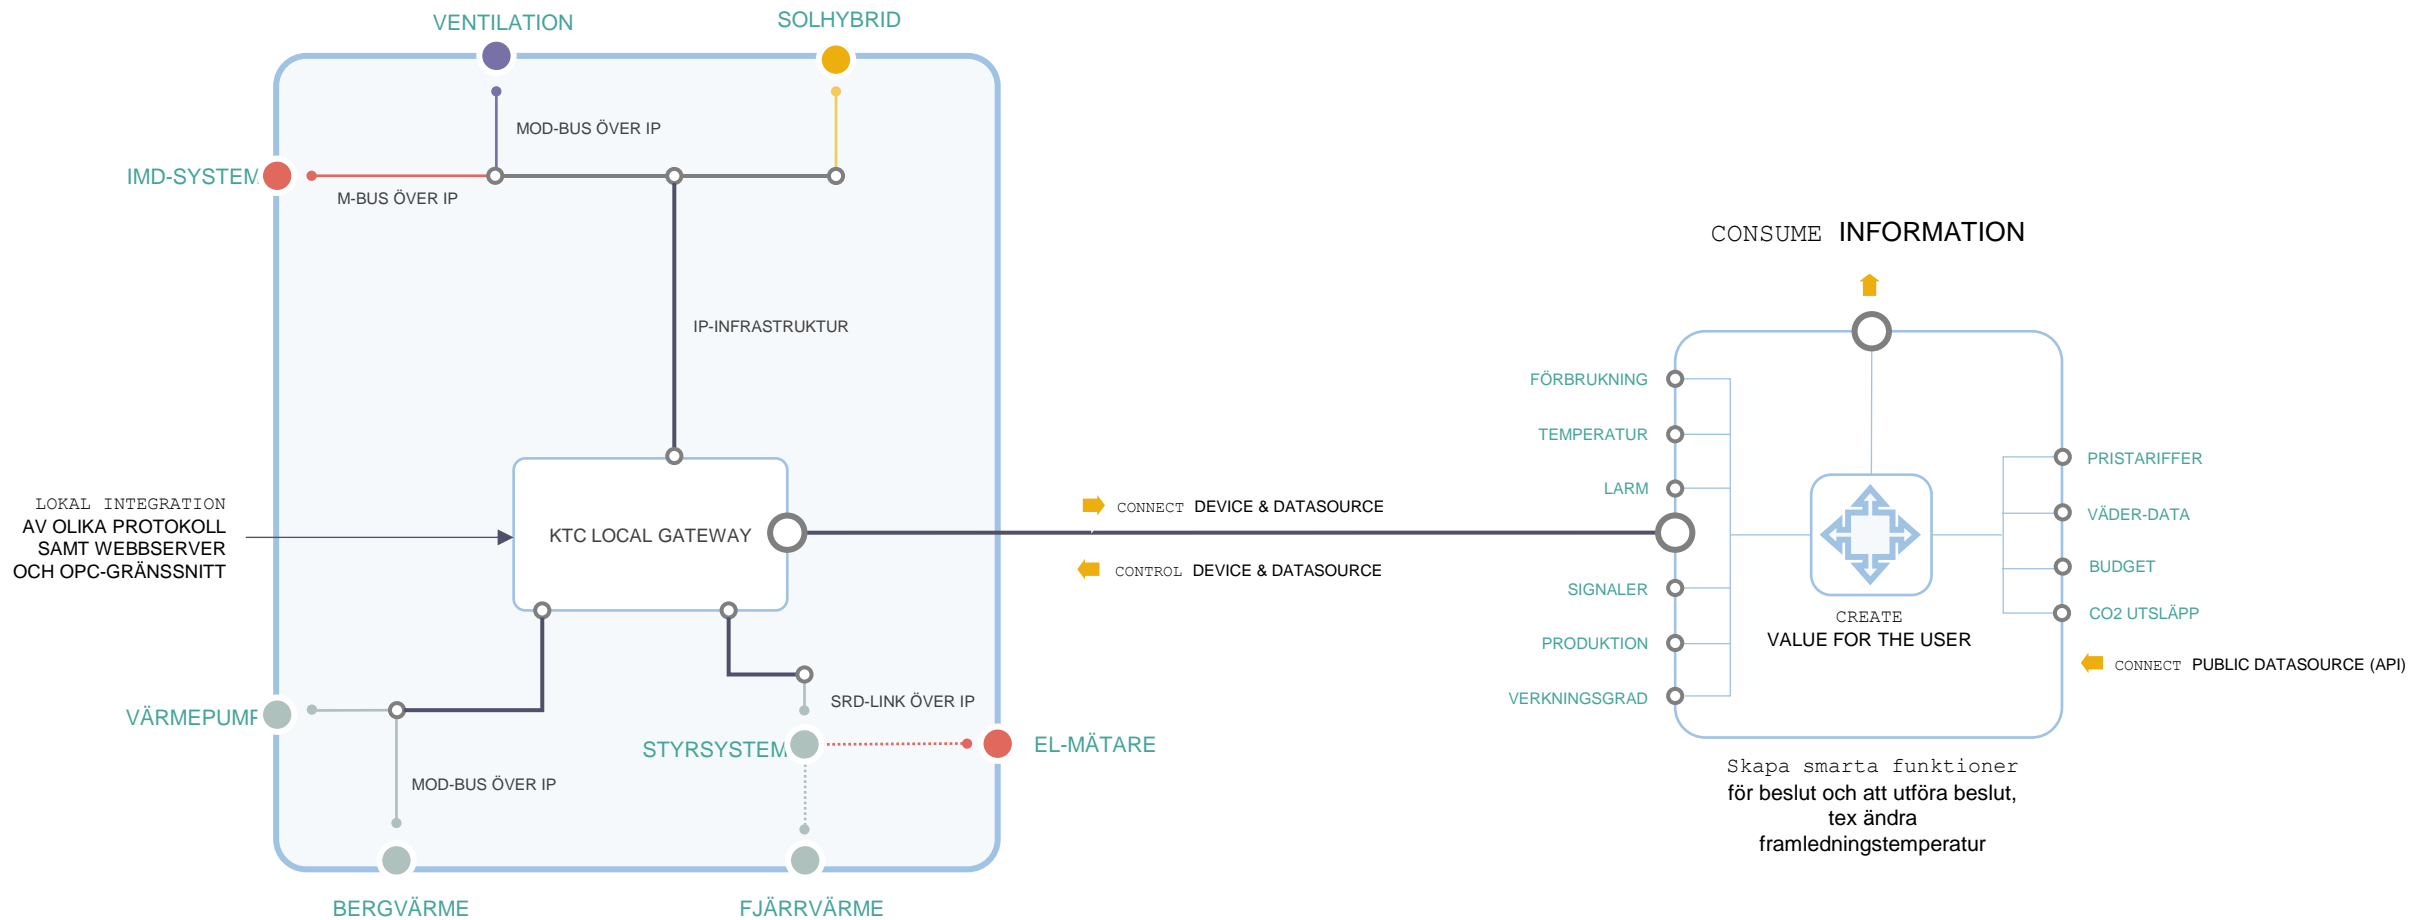 VENTILATION
SOLHYBRID
MOD-BUS ÖVER IP
IMD-SYSTEM
M-BUS ÖVER IP
IP-INFRASTRUKTUR
LOKAL INTEGRATION
AV OLIKA PROTOKOLL
SAMT WEBBSERVER
OCH OPC-GRÄNSSNITT
KTC LOCAL GATEWAY
SRD-LINK ÖVER IP
VÄRMEPUMP
STYRSYSTEM
EL-MÄTARE
MOD-BUS ÖVER IP
BERGVÄRME
FJÄRRVÄRME
CONNECT DEVICE & DATASOURCE
CONTROL DEVICE & DATASOURCE
CONSUME INFORMATION
FÖRBRUKNING
TEMPERATUR
LARM
SIGNALER
PRODUKTION
VERKNINGSGRAD
CREATE
VALUE FOR THE USER
PRISTARIFFER
VÄDER-DATA
BUDGET
CO2 UTSLÄPP
CONNECT PUBLIC DATASOURCE (API)
Skapa smarta funktioner
för beslut och att utföra beslut,
tex ändra
framledningstemperatur